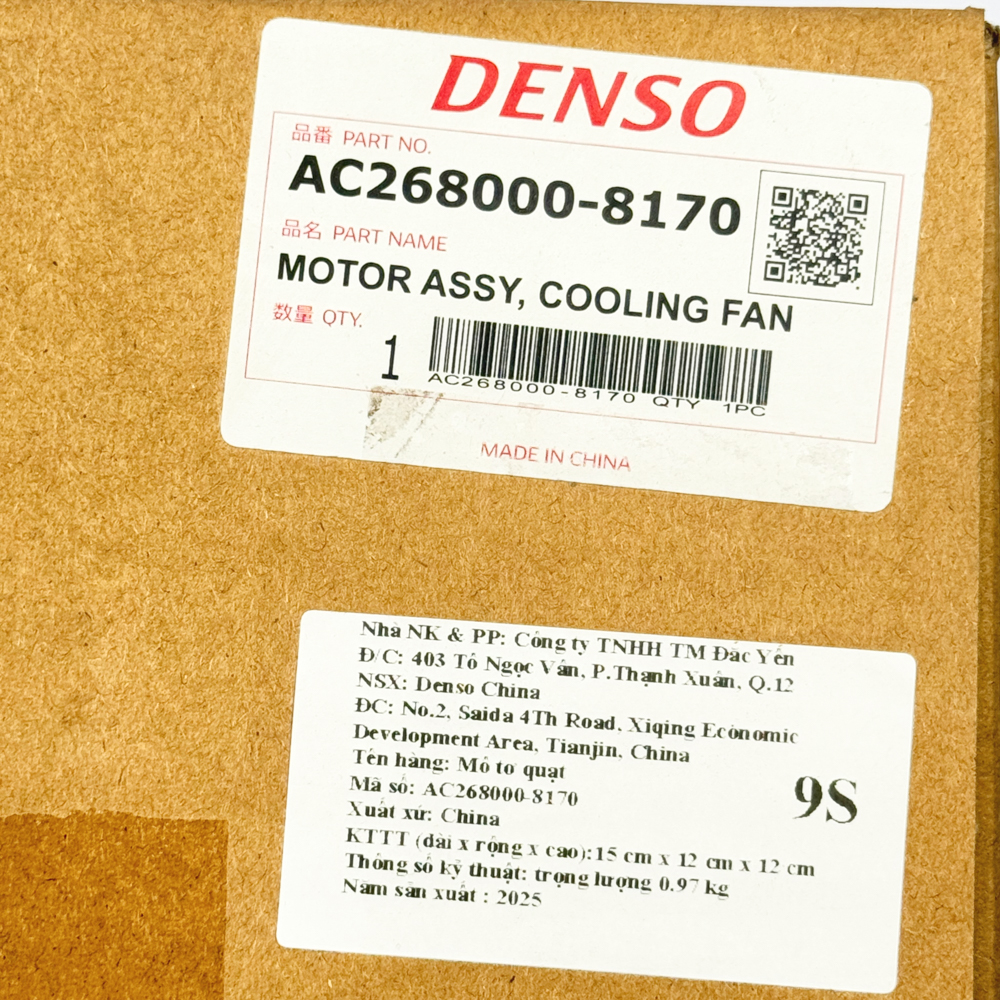 DENSO
品番 PART NO.
AC268000-8170
品名 PART NAME
MOTOR ASSY, COOLING FAN
数量 QTY.
1
AC268000-8170 QTY 1PC
MADE IN CHINA
Nhà NK & PP: Công ty TNHH TM Đắc Yến
Đ/C: 403 Tô Ngọc Vân, P.Thạnh Xuân, Q.12
NSX: Denso China
ĐC: No.2, Saida 4Th Road, Xiqing Economic
Development Area, Tianjin, China
Tên hàng: Mô tơ quạt
Mã số: AC268000-8170
Xuất xứ: China
KTTT (dài x rộng x cao):15 cm x 12 cm x 12 cm
Thông số kỹ thuật: trọng lượng 0.97 kg
Năm sản xuất : 2025
9S